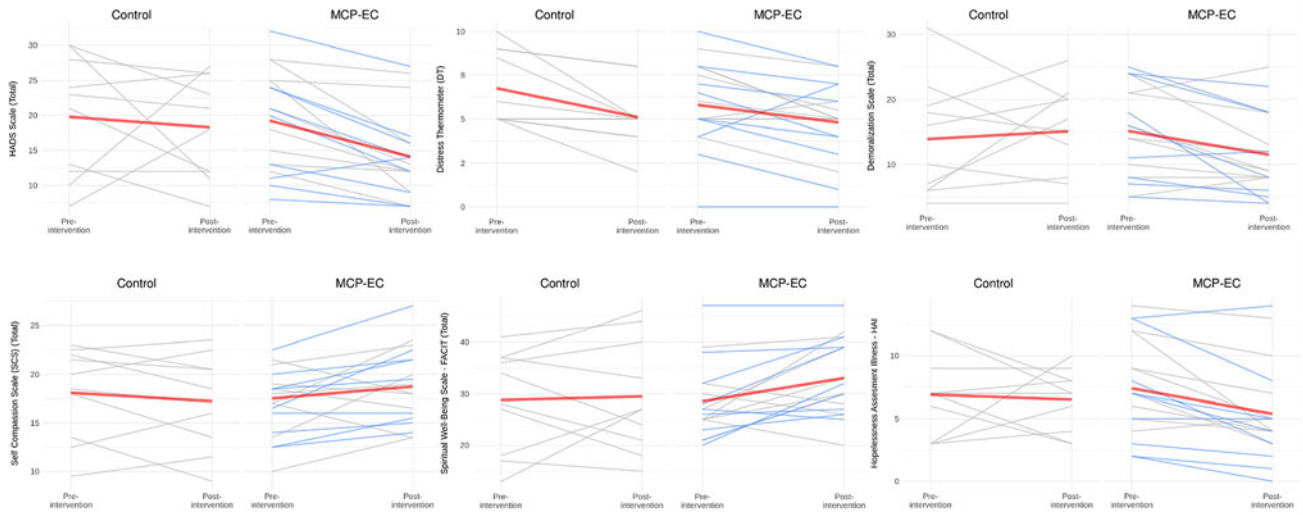 Control
MCP-EC
HADS Scale (Total)
30
25
20
15
10
Pre-
intervention
Post-
intervention
Pre-
intervention
Post-
intervention
Control
MCP-EC
Distress Thermometer (DT)
10
8
5
2
0
Pre-
intervention
Post-
intervention
Pre-
intervention
Post-
intervention
Control
MCP-EC
Demoralization Scale (Total)
30
20
10
Pre-
intervention
Post-
intervention
Pre-
intervention
Post-
intervention
Control
MCP-EC
Self Compassion Scale (SCS) (Total)
25
20
15
10
Pre-
intervention
Post-
intervention
Pre-
intervention
Post-
intervention
Control
MCP-EC
Spiritual Well-Being Scale - FACIT (Total)
40
30
20
Pre-
intervention
Post-
intervention
Pre-
intervention
Post-
intervention
Control
MCP-EC
Hopelessness Assesment Illness - HAI
10
5
0
Pre-
intervention
Post-
intervention
Pre-
intervention
Post-
intervention